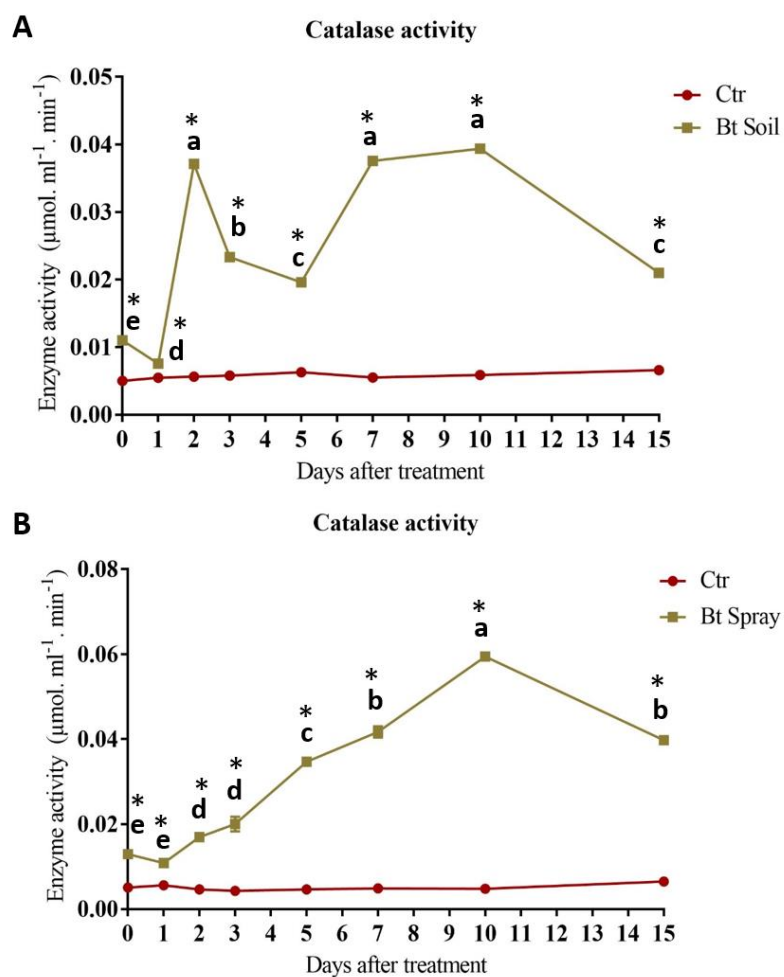 A
Catalase activity
Enzyme activity (μmol. ml⁻¹. min⁻¹)
0.05
0.04
0.03
0.02
0.01
0.00
* e
* d
* a
* b
* c
* a
* a
* c
Ctr
Bt Soil
0 1 2 3 4 5 6 7 8 9 10 11 12 13 14 15
Days after treatment
B
Catalase activity
Enzyme activity (μmol. ml⁻¹. min⁻¹)
0.08
0.06
0.04
0.02
0.00
* e
* e
* d
* d
* c
* b
* a
* b
Ctr
Bt Spray
0 1 2 3 4 5 6 7 8 9 10 11 12 13 14 15
Days after treatment